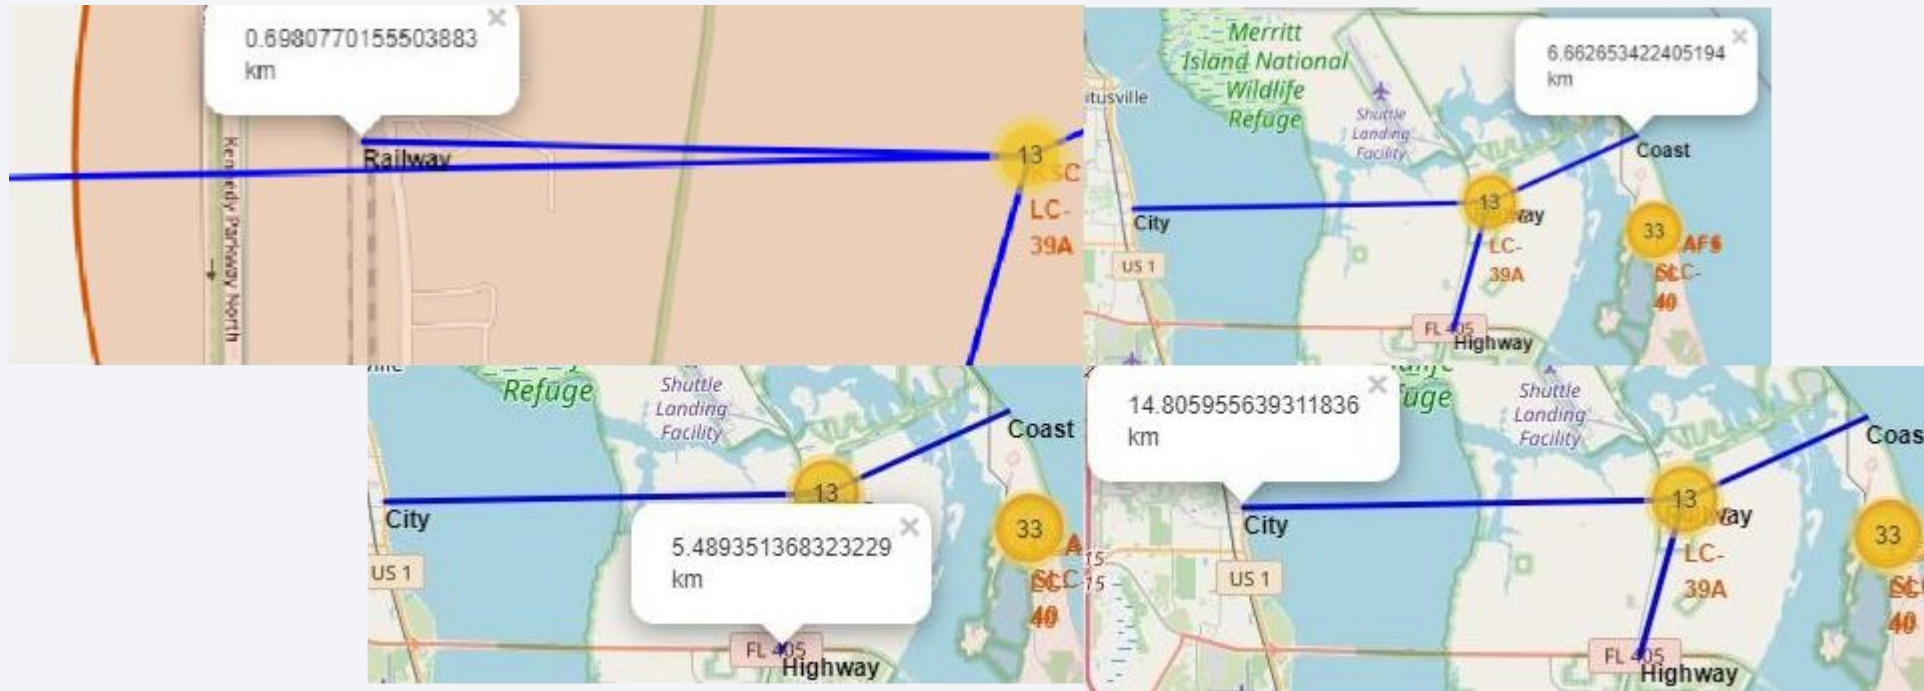 0.6980770155503883
km
Railway
Kennedy Parkway North
13
KSC
LC-
39A
Merritt
Island National
Wildlife
Refuge
6.662653422405194
km
Shuttle
Landing
Facility
Coast
City
13
LC-
39A
33
40
US 1
FL 405
Highway
Refuge
Shuttle
Landing
Facility
Coast
City
13
5.489351368323229
km
33
40
US 1
FL 405
Highway
14.805955639311836
km
Shuttle
Landing
Facility
City
13
LC-
39A
33
40
15
15
US 1
FL 405
Highway